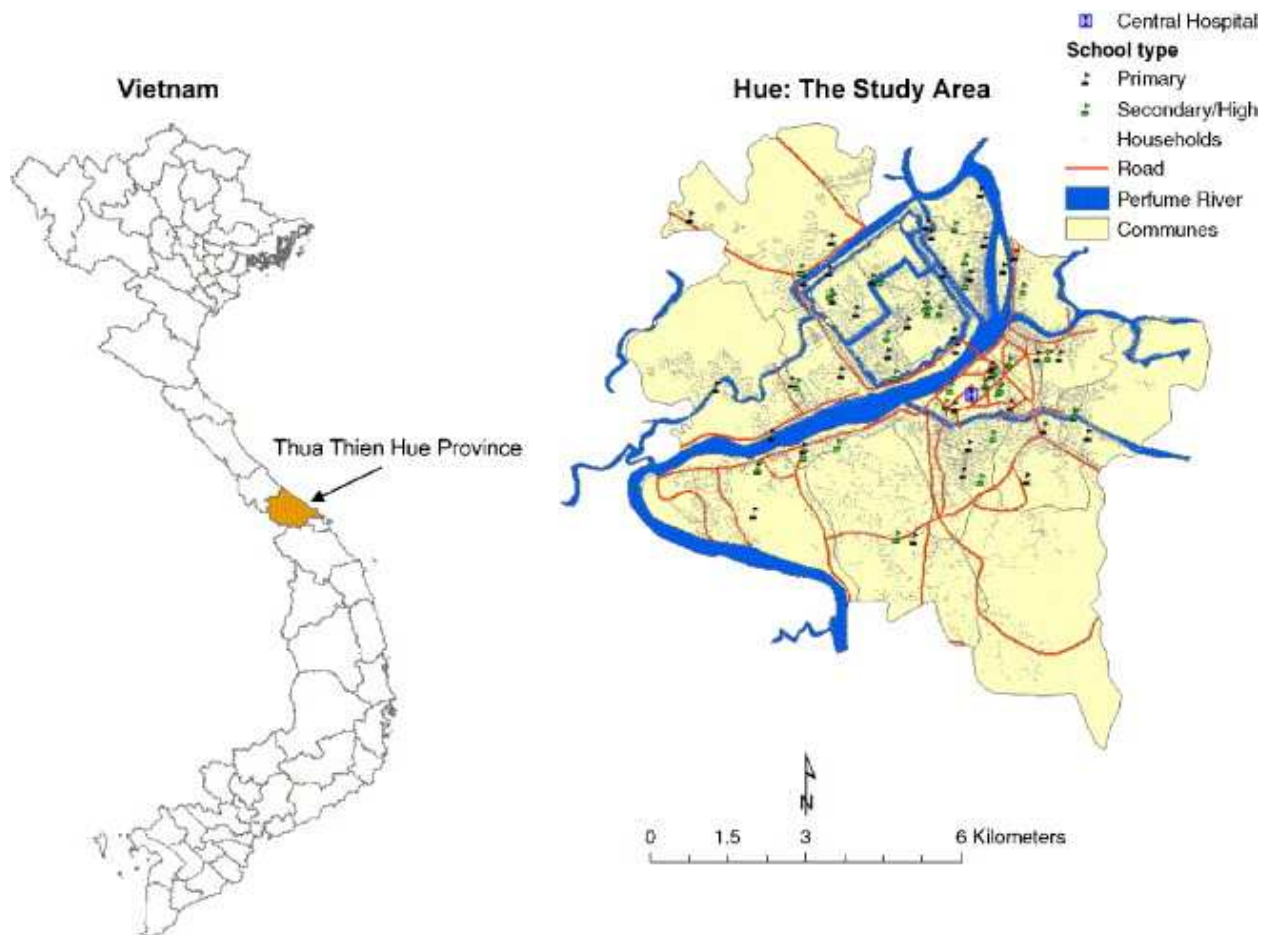 Vietnam
Thua Thien Hue Province
Hue: The Study Area
Central Hospital
School type
Primary
Secondary/High
Households
Road
Perfume River
Communes
N
0 1.5 3 6 Kilometers